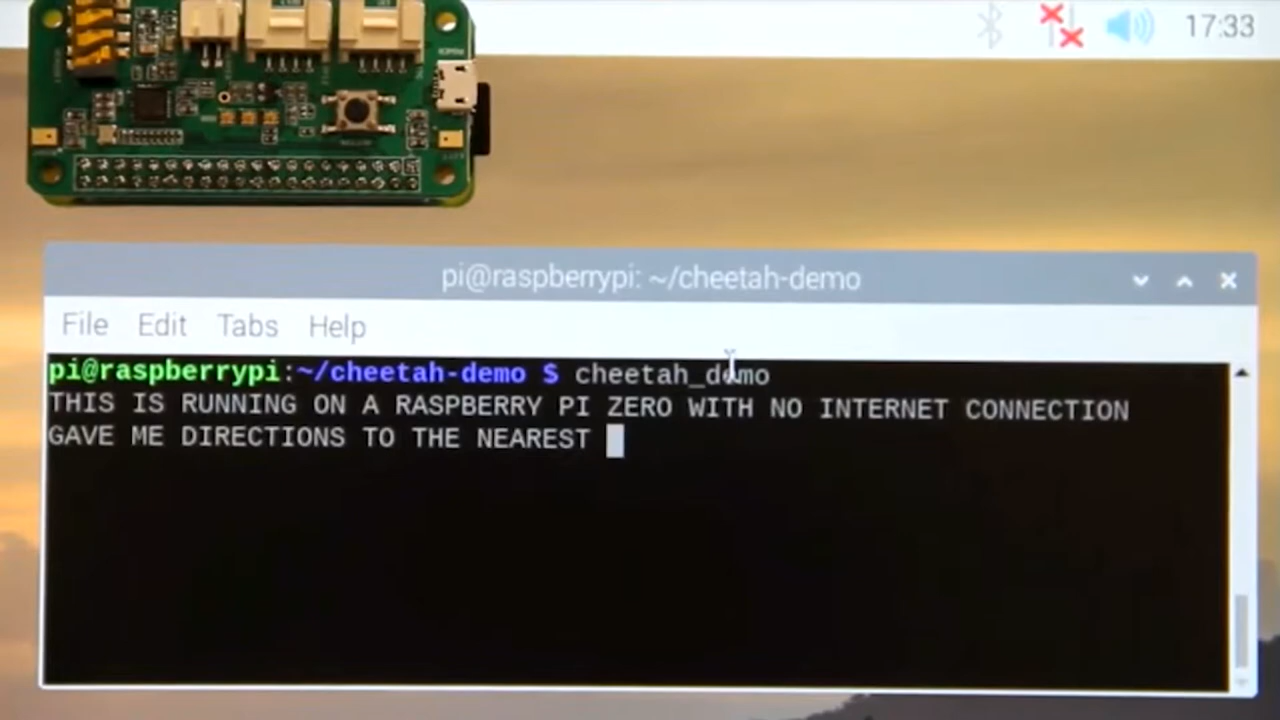 17:33
pi@raspberrypi: ~/cheetah-demo
File Edit Tabs Help
pi@raspberrypi:~/cheetah-demo $ cheetah_demo
THIS IS RUNNING ON A RASPBERRY PI ZERO WITH NO INTERNET CONNECTION
GAVE ME DIRECTIONS TO THE NEAREST